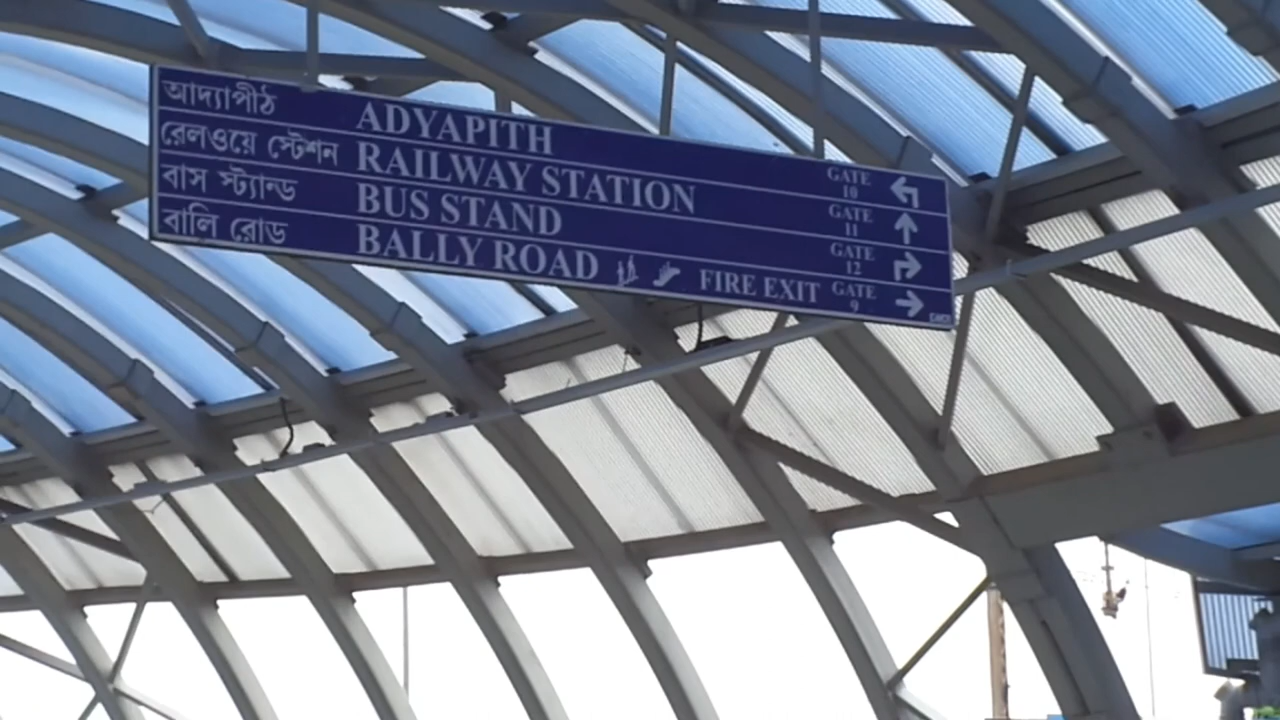 আদ্যাপীঠ ADYAPITH GATE 10
রেলওয়ে স্টেশন RAILWAY STATION GATE 11
বাস স্ট্যান্ড BUS STAND GATE 12
বালি রোড BALLY ROAD FIRE EXIT GATE 9